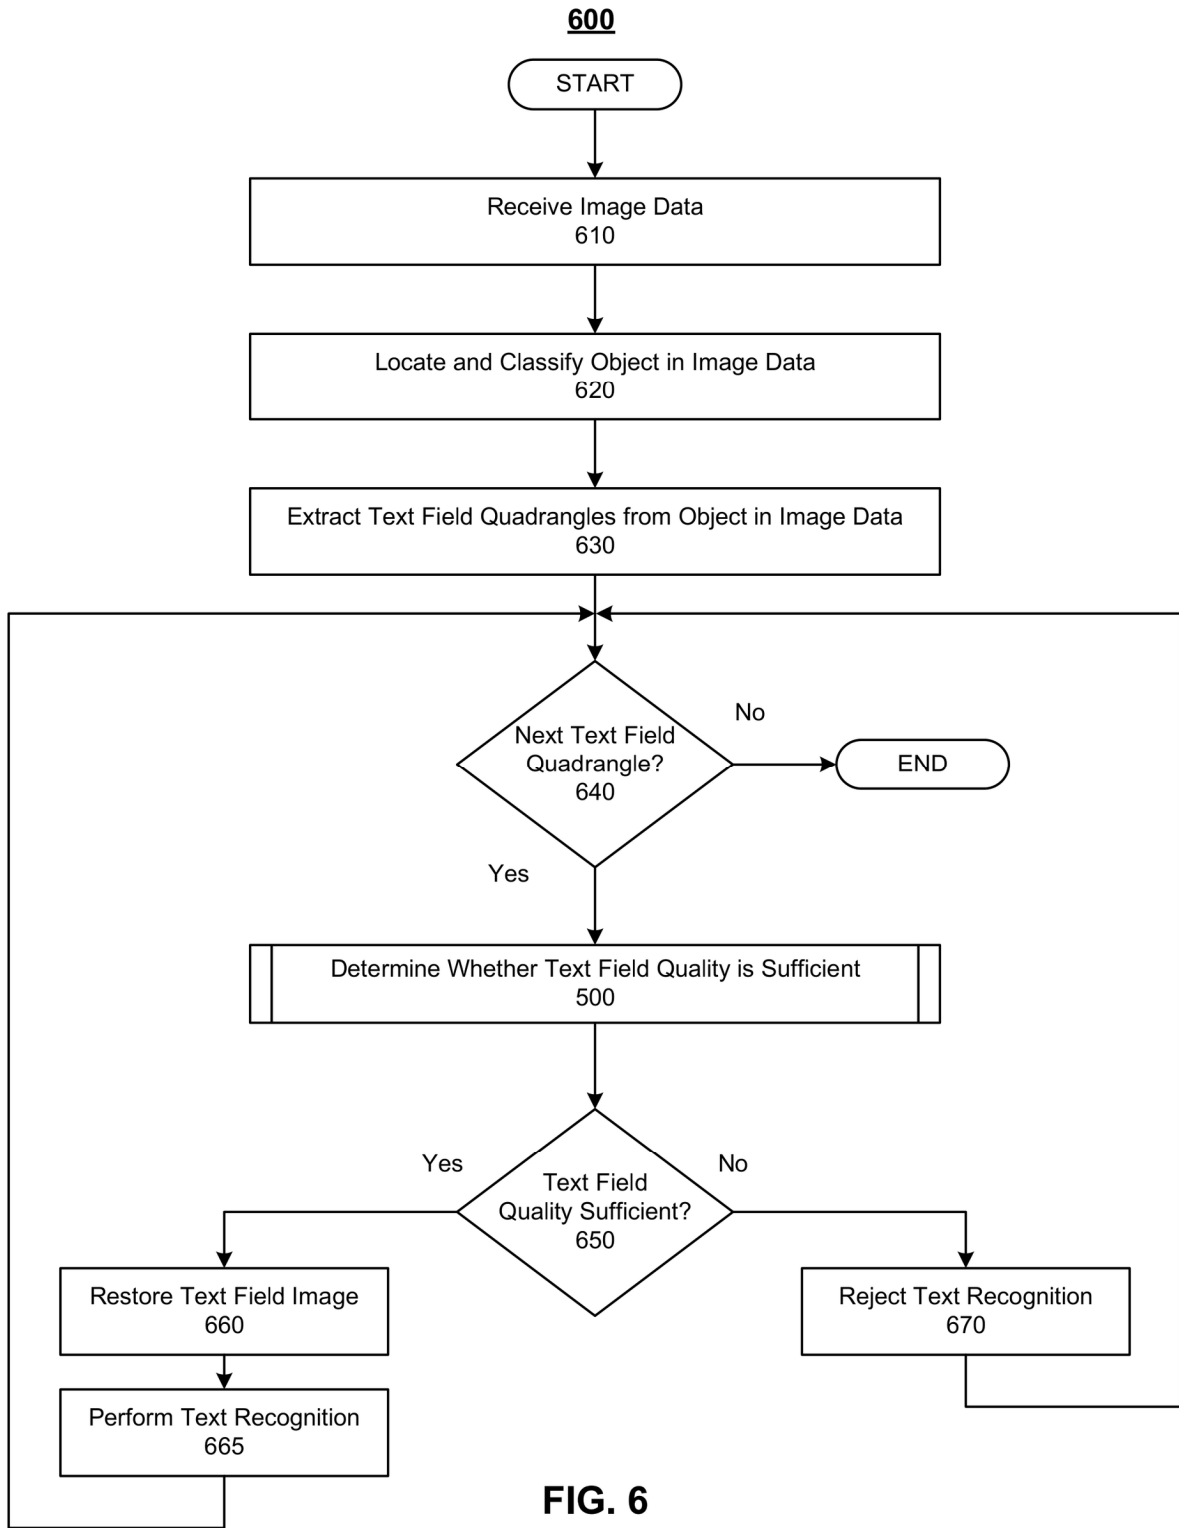 600
START
Receive Image Data
610
Locate and Classify Object in Image Data
620
Extract Text Field Quadrangles from Object in Image Data
630
Next Text Field
Quadrangle?
640
No
END
Yes
Determine Whether Text Field Quality is Sufficient
500
Text Field
Quality Sufficient?
650
Yes
No
Restore Text Field Image
660
Perform Text Recognition
665
Reject Text Recognition
670
FIG. 6